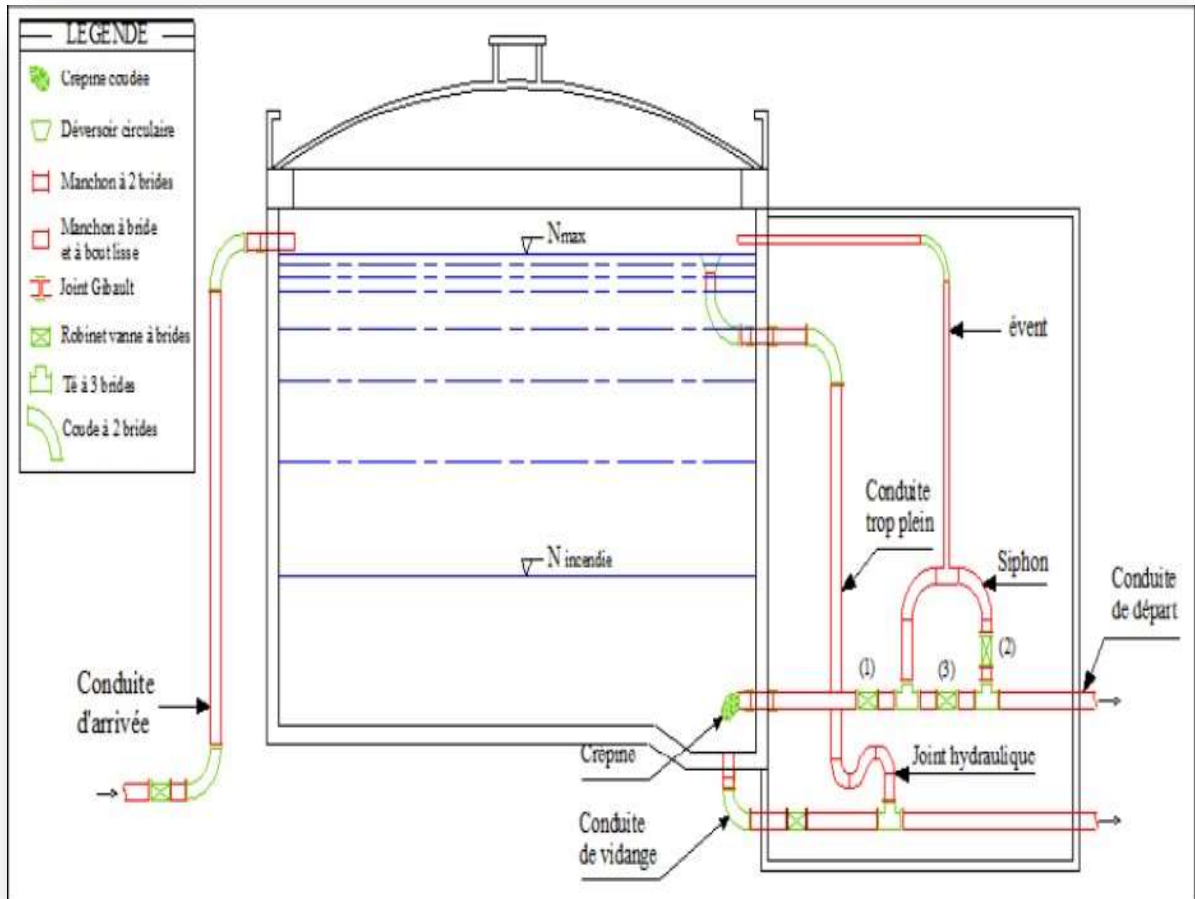 LEGENDE
Crépine coudée
Déversoir circulaire
Manchon à 2 brides
Manchon à bride
et à bout lisse
Joint Gibault
Robinet vanne à brides
Té à 3 brides
Coude à 2 brides
Nmax
évent
Conduite
trop plein
Siphon
Conduite
de départ
N incendie
(1)
(3)
(2)
Conduite
d'arrivée
Crépine
Joint hydraulique
Conduite
de vidange